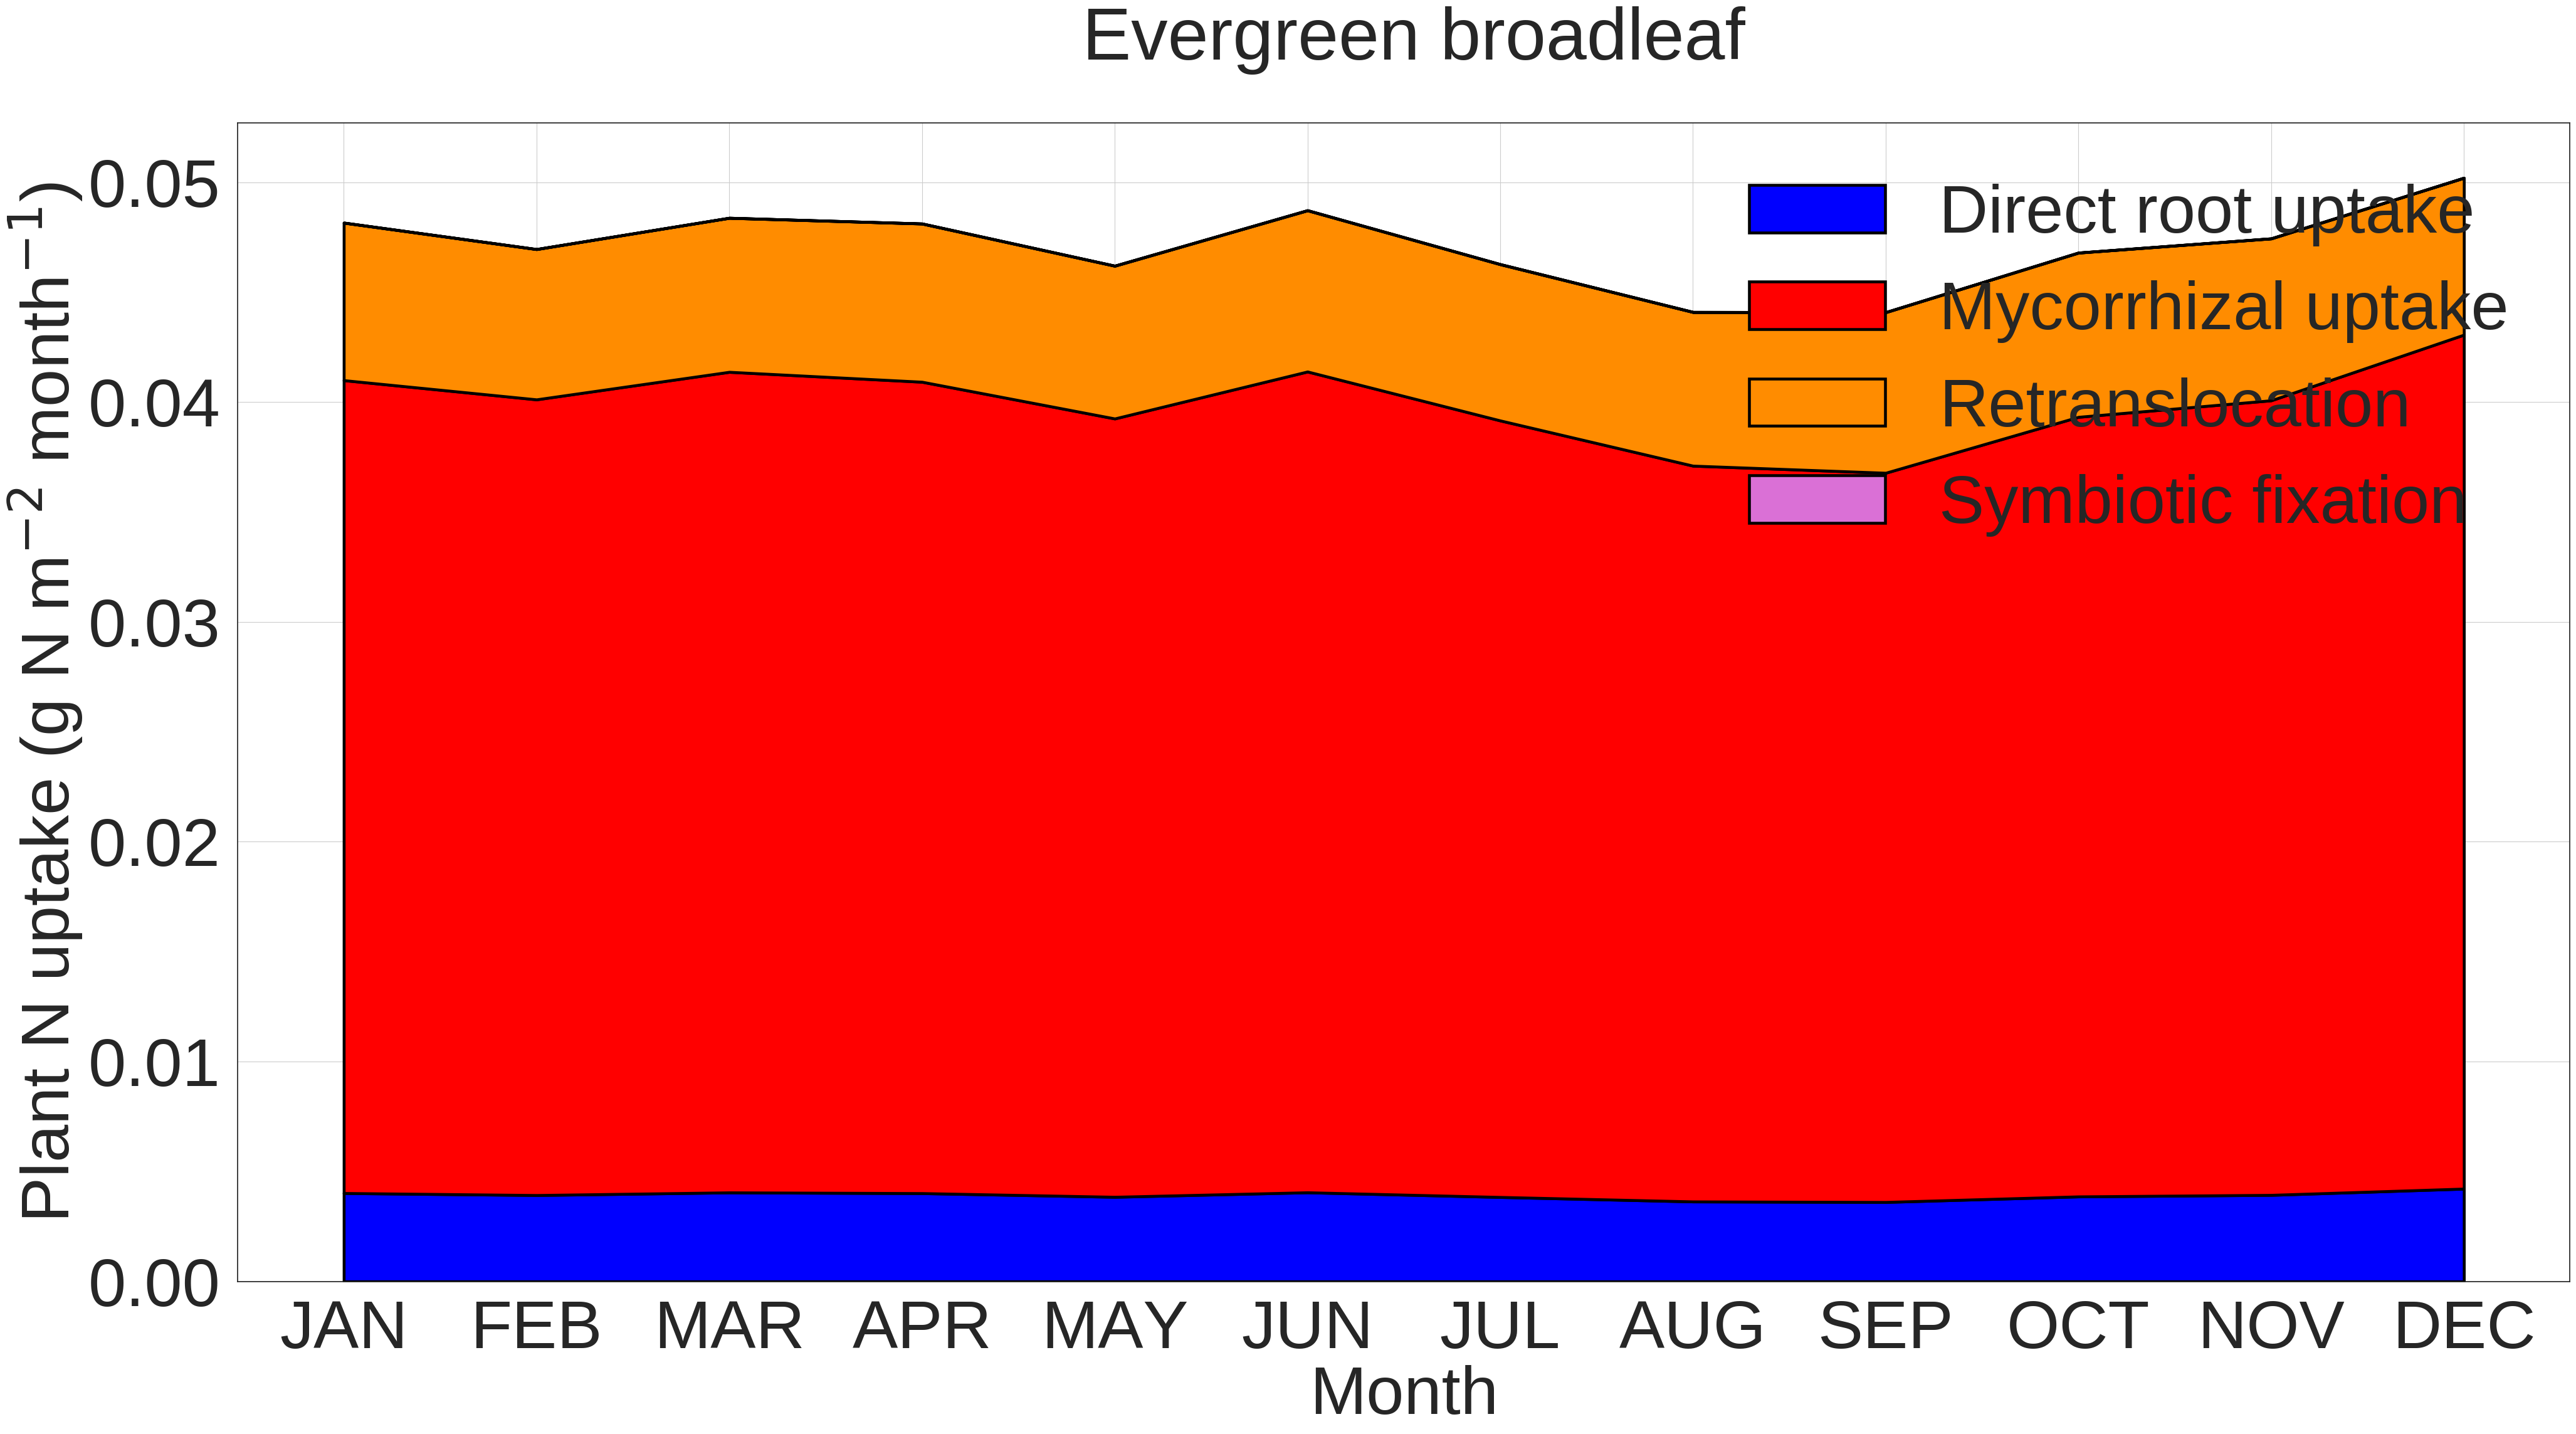 Evergreen broadleaf
Plant N uptake (g N m⁻² month⁻¹)
0.05
0.04
0.03
0.02
0.01
0.00
Direct root uptake
Mycorrhizal uptake
Retranslocation
Symbiotic fixation
JAN FEB MAR APR MAY JUN JUL AUG SEP OCT NOV DEC
Month